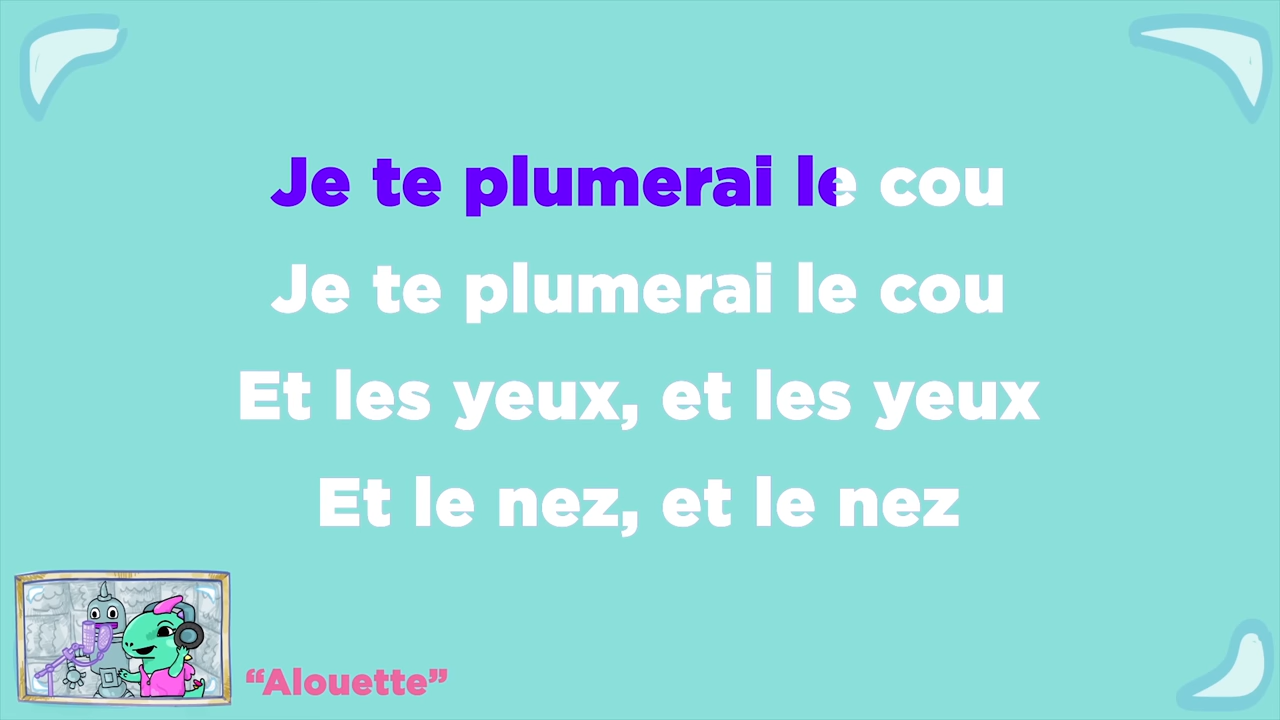 Je te plumerai le cou
Je te plumerai le cou
Et les yeux, et les yeux
Et le nez, et le nez
“Alouette”